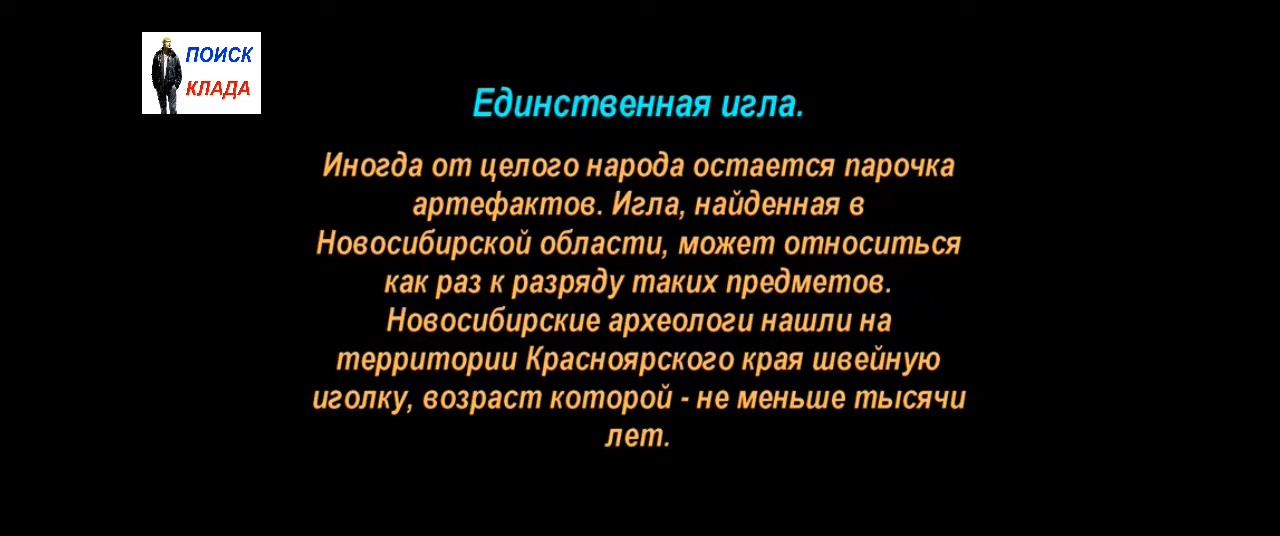 ПОИСК
КЛАДА
Единственная игла.
Иногда от целого народа остается парочка
артефактов. Игла, найденная в
Новосибирской области, может относиться
как раз к разряду таких предметов.
Новосибирские археологи нашли на
территории Красноярского края швейную
иголку, возраст которой - не меньше тысячи
лет.